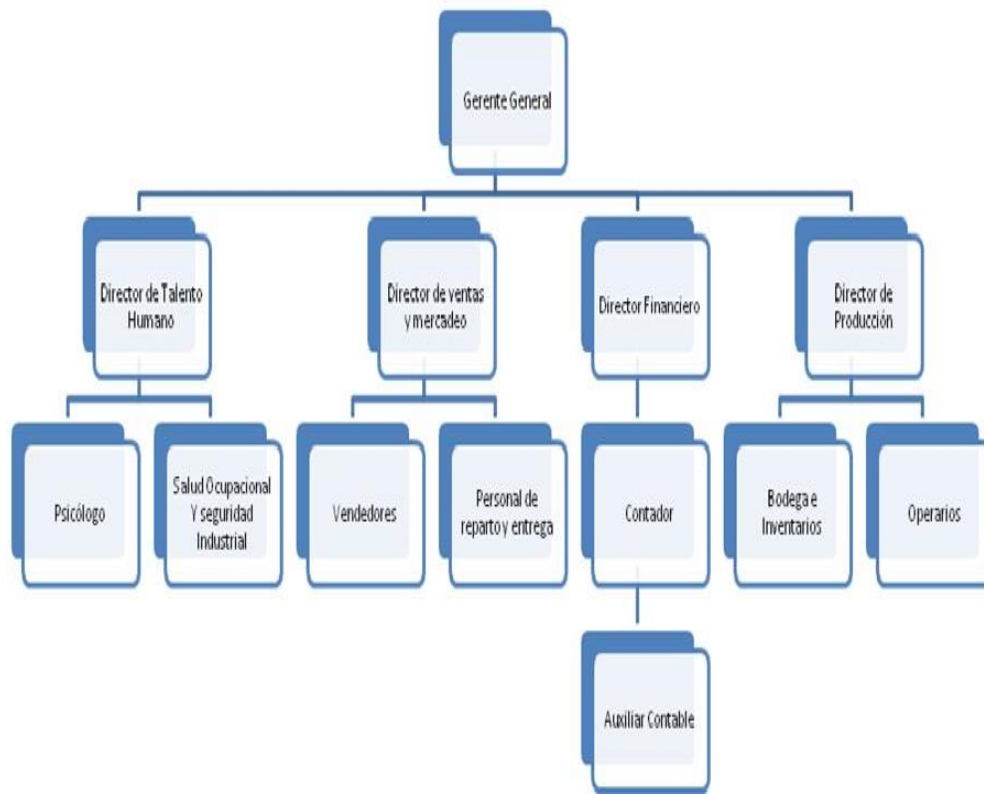 Gerente General
Director de Talento
Humano
Director de ventas
y mercadeo
Director Financiero
Director de
Producción
Psicólogo
Salud Ocupacional
Y seguridad
Industrial
Vendedores
Personal de
reparto y entrega
Contador
Bodega e
Inventarios
Operarios
Auxiliar Contable